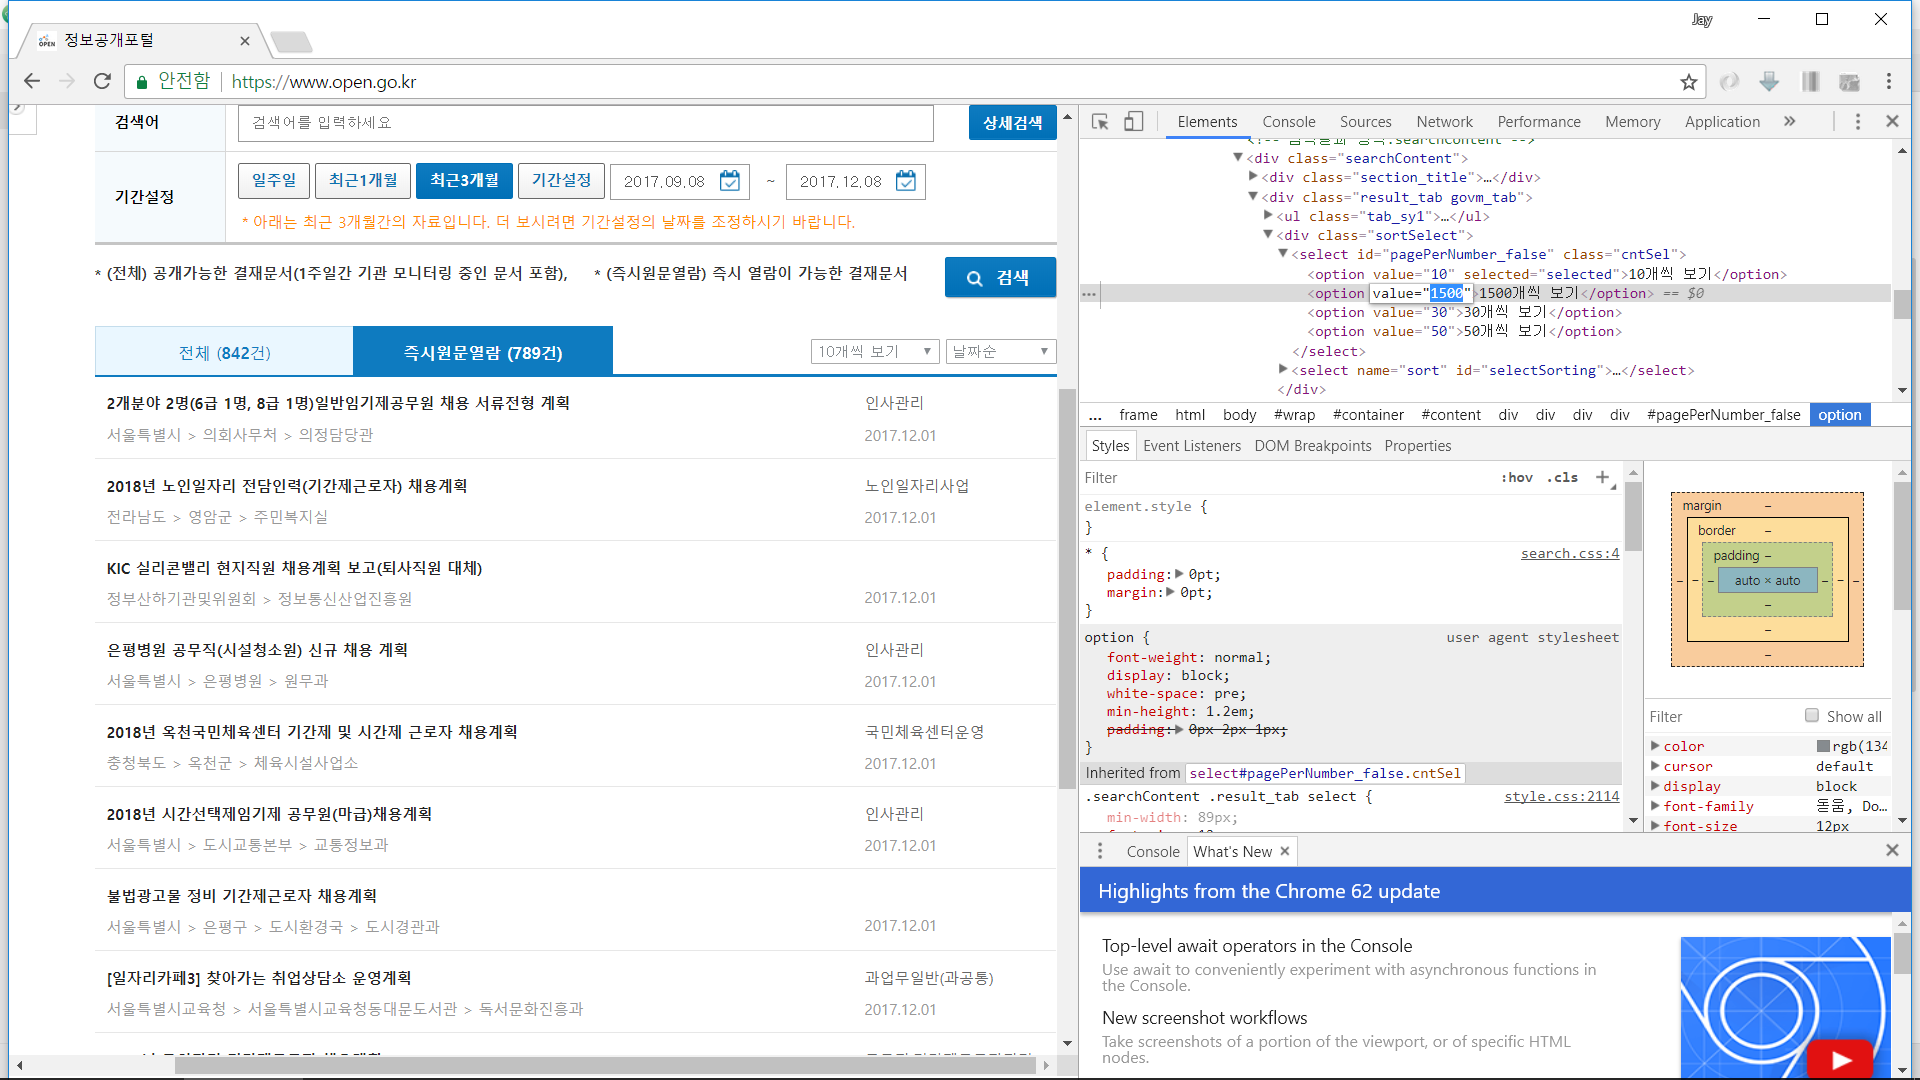 Jay
정보공개포털
안전함 https://www.open.go.kr
검색어
검색어를 입력하세요
상세검색
기간설정
일주일
최근1개월
최근3개월
기간설정
2017.09.08 ~ 2017.12.08
* 아래는 최근 3개월간의 자료입니다. 더 보시려면 기간설정의 날짜를 조정하시기 바랍니다.
* (전체) 공개가능한 결재문서(1주일간 기관 모니터링 중인 문서 포함), * (즉시원문열람) 즉시 열람이 가능한 결재문서
검색
전체 (842건)
즉시원문열람 (789건)
10개씩 보기
날짜순
2개분야 2명(6급 1명, 8급 1명)일반임기제공무원 채용 서류전형 계획
인사관리
서울특별시 > 의회사무처 > 의정담당관
2017.12.01
2018년 노인일자리 전담인력(기간제근로자) 채용계획
노인일자리사업
전라남도 > 영암군 > 주민복지실
2017.12.01
KIC 실리콘밸리 현지직원 채용계획 보고(퇴사직원 대체)
정부산하기관및위원회 > 정보통신산업진흥원
2017.12.01
은평병원 공무직(시설청소원) 신규 채용 계획
인사관리
서울특별시 > 은평병원 > 원무과
2017.12.01
2018년 옥천국민체육센터 기간제 및 시간제 근로자 채용계획
국민체육센터운영
충청북도 > 옥천군 > 체육시설사업소
2017.12.01
2018년 시간선택제임기제 공무원(마급)채용계획
인사관리
서울특별시 > 도시교통본부 > 교통정보과
2017.12.01
불법광고물 정비 기간제근로자 채용계획
서울특별시 > 은평구 > 도시환경국 > 도시경관과
2017.12.01
[일자리카페3] 찾아가는 취업상담소 운영계획
과업무일반(과공통)
서울특별시교육청 > 서울특별시교육청동대문도서관 > 독서문화진흥과
2017.12.01
Elements Console Sources Network Performance Memory Application »
<div class="searchContent">
<div class="section_title">…</div>
<div class="result_tab govm_tab">
<ul class="tab_sy1">…</ul>
<div class="sortSelect">
<select id="pagePerNumber_false" class="cntSel">
<option value="10" selected="selected">10개씩 보기</option>
<option value="1500">1500개씩 보기</option> == $0
<option value="30">30개씩 보기</option>
<option value="50">50개씩 보기</option>
</select>
<select name="sort" id="selectSorting">…</select>
</div>
... frame html body #wrap #container #content div div div div #pagePerNumber_false option
Styles Event Listeners DOM Breakpoints Properties
Filter :hov .cls +
element.style {
}
* { search.css:4
padding: 0pt;
margin: 0pt;
}
option { user agent stylesheet
font-weight: normal;
display: block;
white-space: pre;
min-height: 1.2em;
padding: 0px 2px 1px;
}
Inherited from select#pagePerNumber_false.cntSel
.searchContent .result_tab select { style.css:2114
min-width: 89px;
margin –
border –
padding –
– – – auto × auto – – –
–
–
–
Filter Show all
color rgb(134
cursor default
display block
font-family 돋움, Do…
font-size 12px
Console What's New
Highlights from the Chrome 62 update
Top-level await operators in the Console
Use await to conveniently experiment with asynchronous functions in
the Console.
New screenshot workflows
Take screenshots of a portion of the viewport, or of specific HTML
nodes.